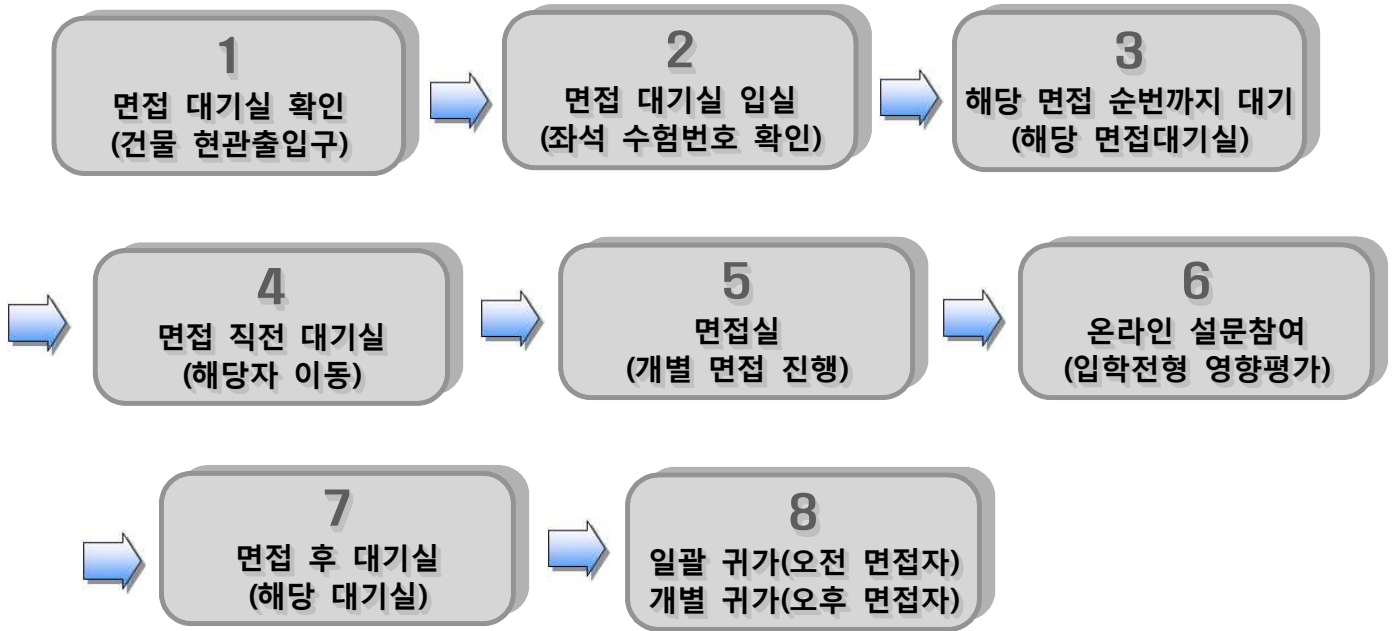 1
면접 대기실 확인
(건물 현관출입구)
2
면접 대기실 입실
(좌석 수험번호 확인)
3
해당 면접 순번까지 대기
(해당 면접대기실)
4
면접 직전 대기실
(해당자 이동)
5
면접실
(개별 면접 진행)
6
온라인 설문참여
(입학전형 영향평가)
7
면접 후 대기실
(해당 대기실)
8
일괄 귀가(오전 면접자)
개별 귀가(오후 면접자)